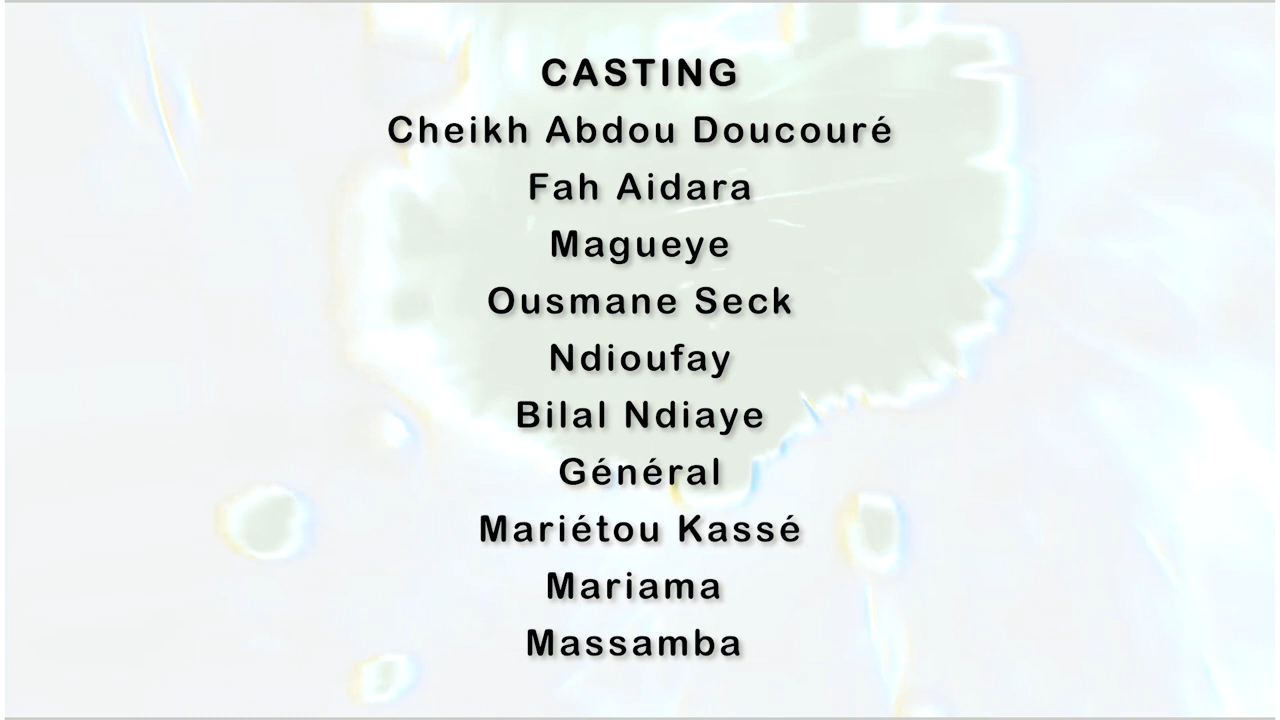 CASTING
Cheikh Abdou Doucouré
Fah Aidara
Magueye
Ousmane Seck
Ndioufay
Bilal Ndiaye
Général
Mariétou Kassé
Mariama
Massamba